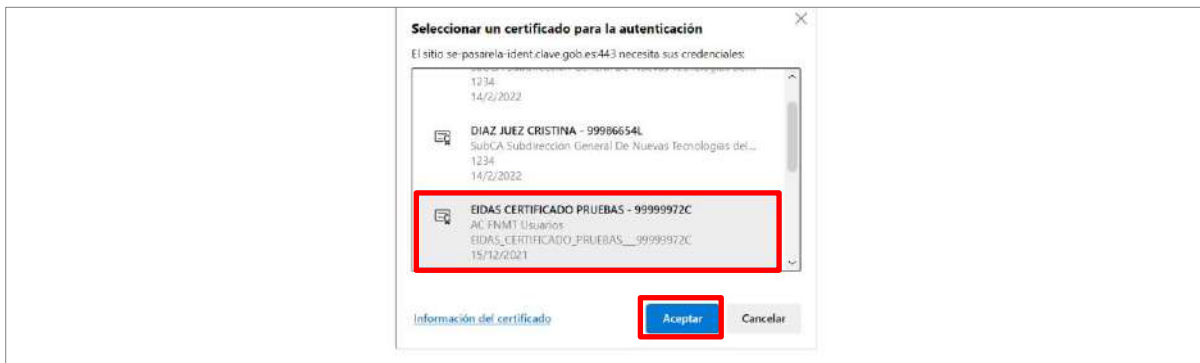 Seleccionar un certificado para la autenticación
El sitio se-pasarela-ident.clave.gob.es:443 necesita sus credenciales:
1234
14/2/2022
DIAZ JUEZ CRISTINA - 99986654L
SubCA Subdirección General De Nuevas Tecnologias del...
1234
14/2/2022
EIDAS CERTIFICADO PRUEBAS - 99999972C
AC FNMT Usuarios
EIDAS_CERTIFICADO_PRUEBAS__99999972C
15/12/2021
Información del certificado
Aceptar
Cancelar